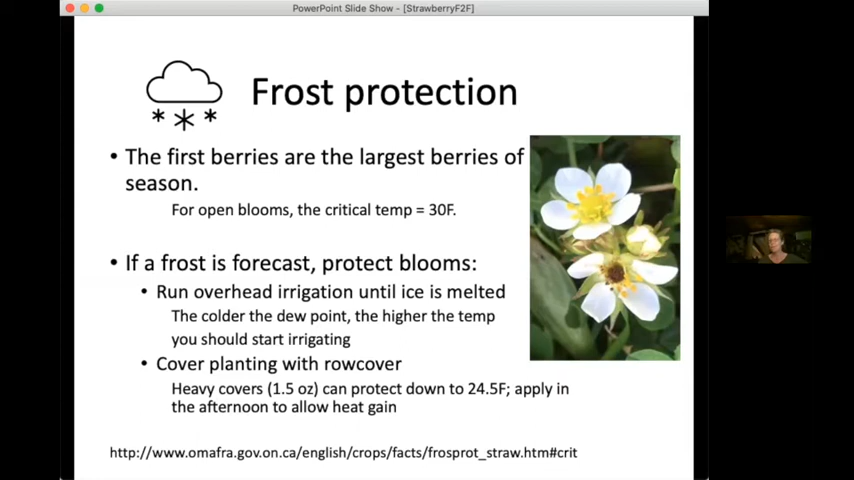 PowerPoint Slide Show - [StrawberryF2F]
Frost protection
• The first berries are the largest berries of
season.
For open blooms, the critical temp = 30F.
• If a frost is forecast, protect blooms:
• Run overhead irrigation until ice is melted
The colder the dew point, the higher the temp
you should start irrigating
• Cover planting with rowcover
Heavy covers (1.5 oz) can protect down to 24.5F; apply in
the afternoon to allow heat gain
http://www.omafra.gov.on.ca/english/crops/facts/frosprot_straw.htm#crit